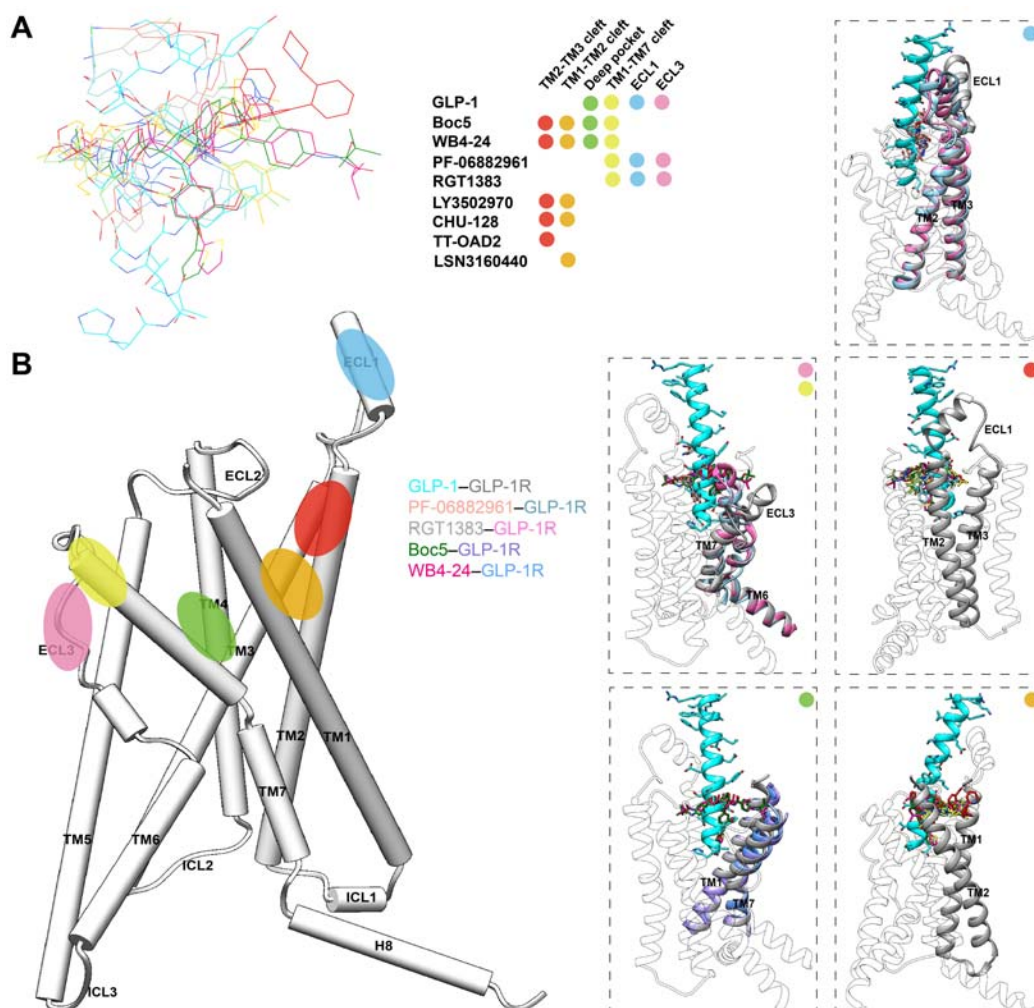 A
TM2-TM3 cleft
TM1-TM2 cleft
Deep pocket
TM1-TM7 cleft
ECL1
ECL3
GLP-1
Boc5
WB4-24
PF-06882961
RGT1383
LY3502970
CHU-128
TT-OAD2
LSN3160440
ECL1
TM2
TM3
B
ECL1
ECL2
TM4
TM3
ECL3
TM2
TM1
TM7
TM5
TM6
ICL2
ICL1
H8
ICL3
GLP-1–GLP-1R
PF-06882961–GLP-1R
RGT1383–GLP-1R
Boc5–GLP-1R
WB4-24–GLP-1R
ECL3
TM7
TM6
ECL1
TM2
TM3
TM1
TM7
TM1
TM2